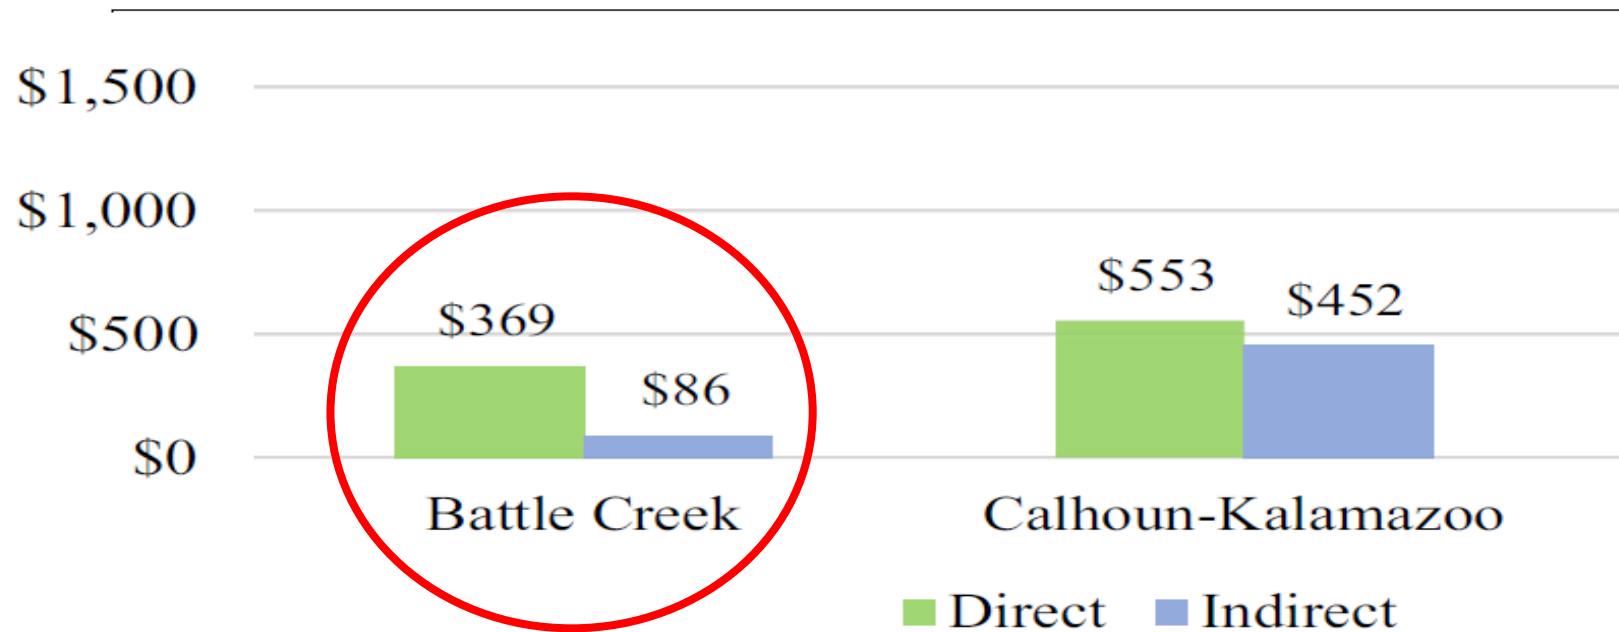 $1,500
$1,000
$500
$0
$369
$86
$553
$452
Battle Creek
Calhoun-Kalamazoo
Direct Indirect